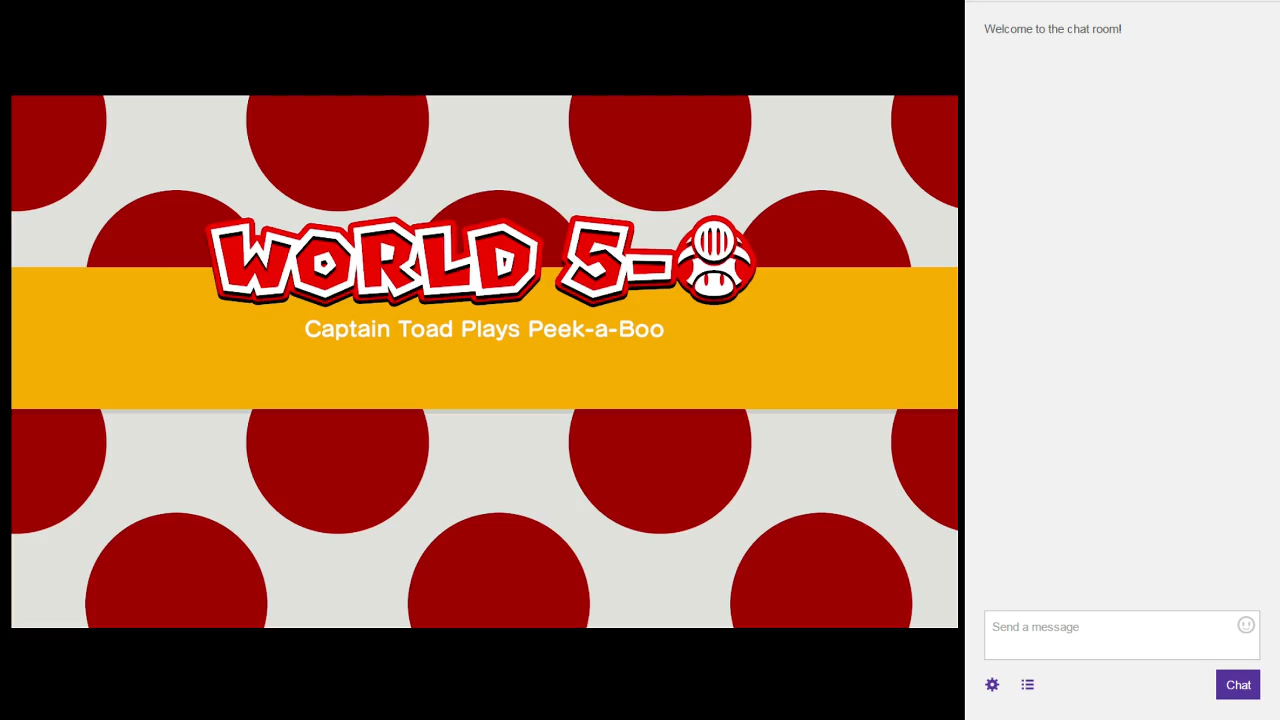 WORLD 5-
Captain Toad Plays Peek-a-Boo
Welcome to the chat room!
Send a message
Chat